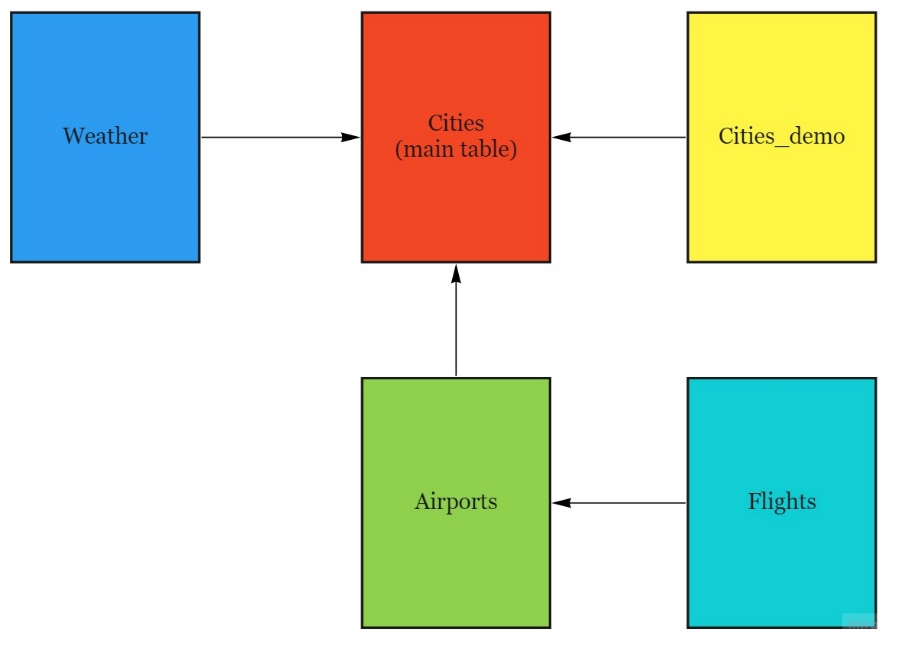 Weather
Cities
(main table)
Cities_demo
Airports
Flights